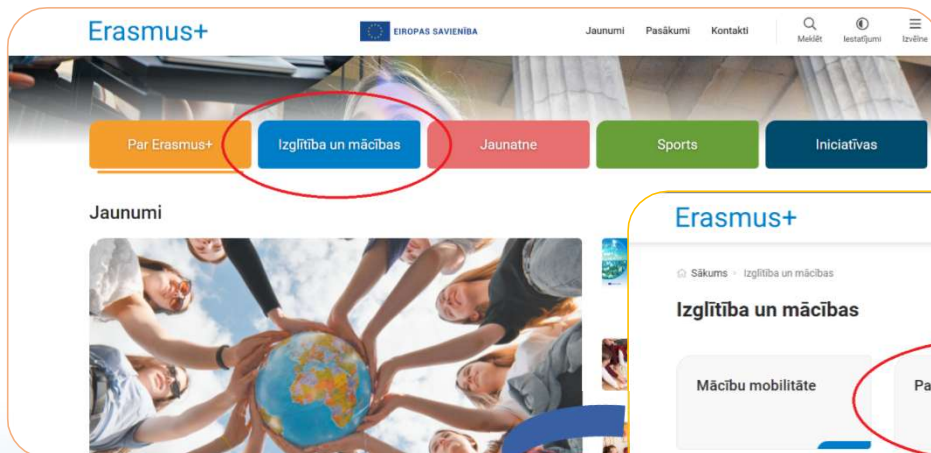 Erasmus+
EIROPAS SAVIENĪBA
Jaunumi Pasākumi Kontakti
Meklēt Iestatījumi Izvēlne
Par Erasmus+ Izglītība un mācības Jaunatne Sports Iniciatīvas
Jaunumi
Erasmus+
Sākums Izglītība un mācības
Izglītība un mācības
Mācību mobilitāte
Pa